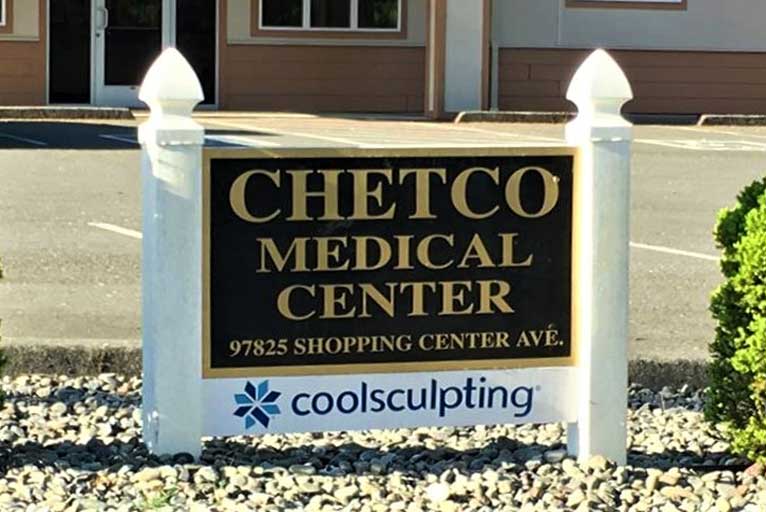 CHETCO
MEDICAL
CENTER
97825 SHOPPING CENTER AVE.
coolsculpting®